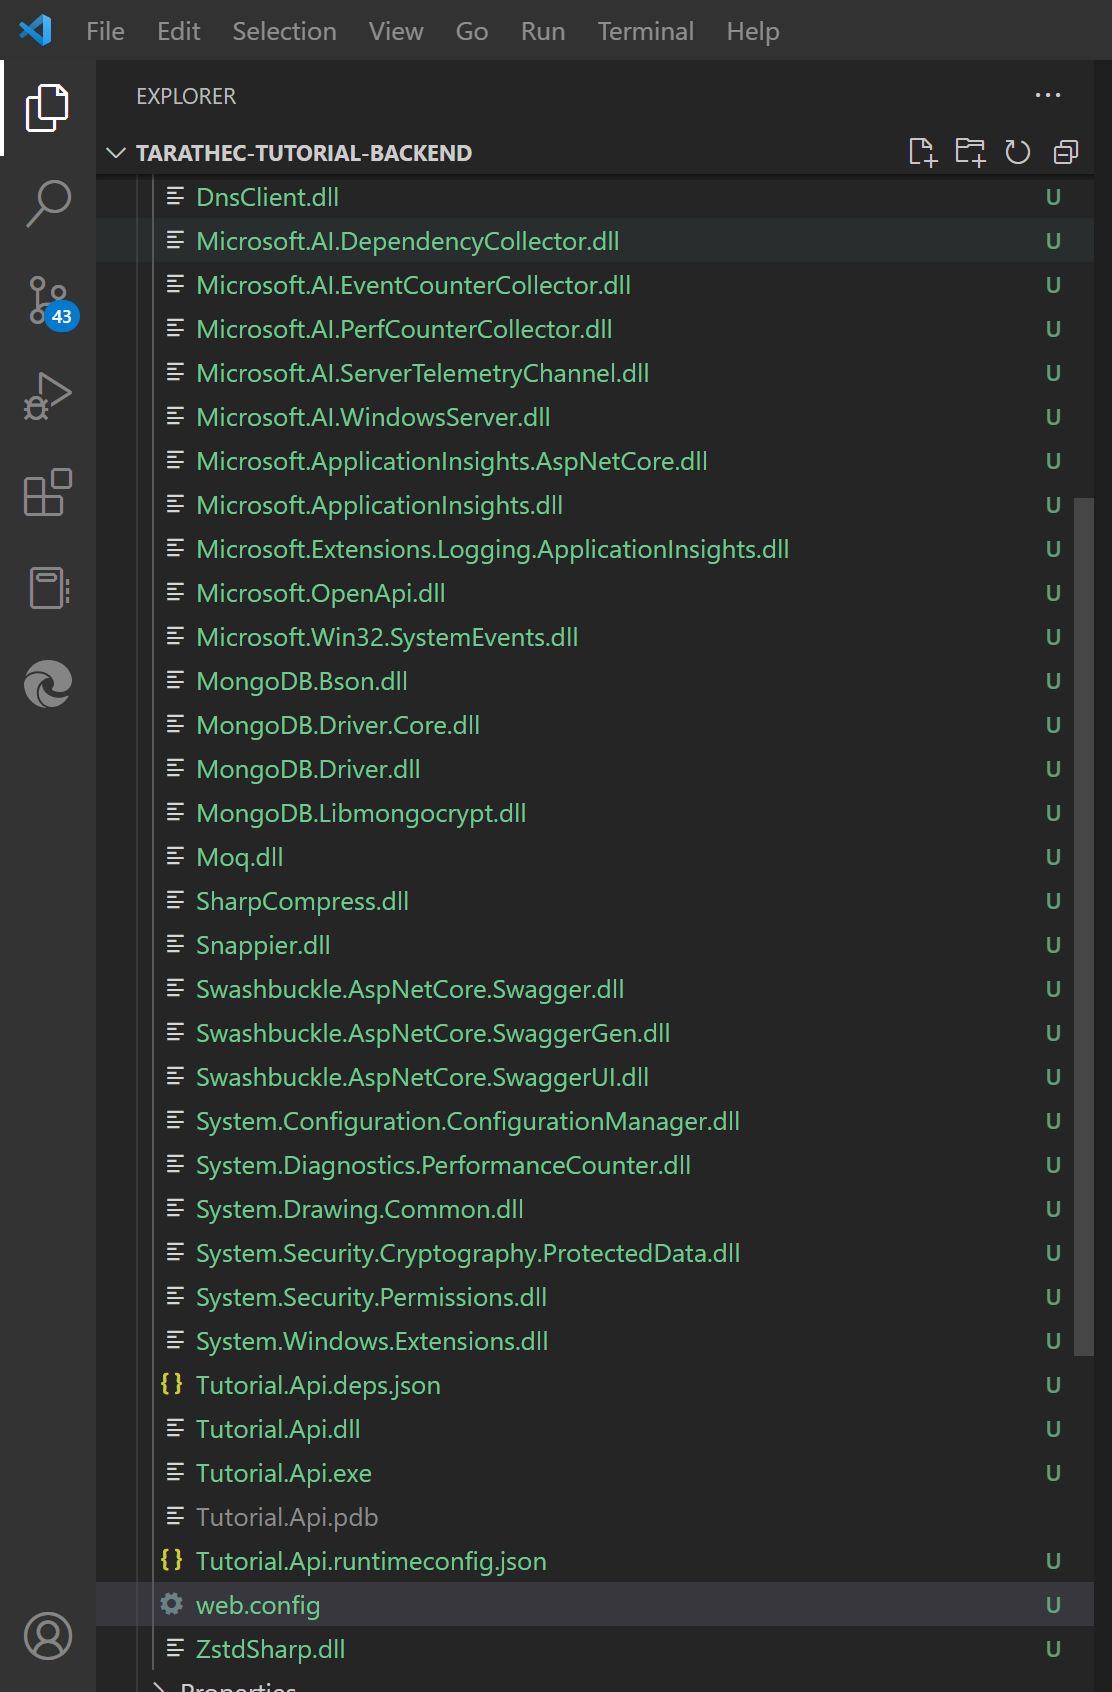 File Edit Selection View Go Run Terminal Help
EXPLORER
TARATHEC-TUTORIAL-BACKEND
DnsClient.dll U
Microsoft.AI.DependencyCollector.dll U
Microsoft.AI.EventCounterCollector.dll U
Microsoft.AI.PerfCounterCollector.dll U
Microsoft.AI.ServerTelemetryChannel.dll U
Microsoft.AI.WindowsServer.dll U
Microsoft.ApplicationInsights.AspNetCore.dll U
Microsoft.ApplicationInsights.dll U
Microsoft.Extensions.Logging.ApplicationInsights.dll U
Microsoft.OpenApi.dll U
Microsoft.Win32.SystemEvents.dll U
MongoDB.Bson.dll U
MongoDB.Driver.Core.dll U
MongoDB.Driver.dll U
MongoDB.Libmongocrypt.dll U
Moq.dll U
SharpCompress.dll U
Snappier.dll U
Swashbuckle.AspNetCore.Swagger.dll U
Swashbuckle.AspNetCore.SwaggerGen.dll U
Swashbuckle.AspNetCore.SwaggerUI.dll U
System.Configuration.ConfigurationManager.dll U
System.Diagnostics.PerformanceCounter.dll U
System.Drawing.Common.dll U
System.Security.Cryptography.ProtectedData.dll U
System.Security.Permissions.dll U
System.Windows.Extensions.dll U
{} Tutorial.Api.deps.json U
Tutorial.Api.dll U
Tutorial.Api.exe U
Tutorial.Api.pdb
{} Tutorial.Api.runtimeconfig.json U
web.config U
ZstdSharp.dll U
Properties
43